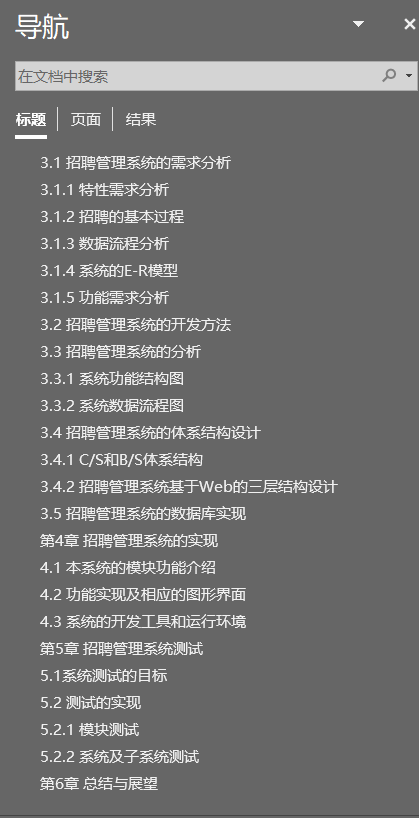 导航
在文档中搜索
标题 页面 结果
3.1 招聘管理系统的需求分析
3.1.1 特性需求分析
3.1.2 招聘的基本过程
3.1.3 数据流程分析
3.1.4 系统的E-R模型
3.1.5 功能需求分析
3.2 招聘管理系统的开发方法
3.3 招聘管理系统的分析
3.3.1 系统功能结构图
3.3.2 系统数据流程图
3.4 招聘管理系统的体系结构设计
3.4.1 C/S和B/S体系结构
3.4.2 招聘管理系统基于Web的三层结构设计
3.5 招聘管理系统的数据库实现
第4章 招聘管理系统的实现
4.1 本系统的模块功能介绍
4.2 功能实现及相应的图形界面
4.3 系统的开发工具和运行环境
第5章 招聘管理系统测试
5.1系统测试的目标
5.2 测试的实现
5.2.1 模块测试
5.2.2 系统及子系统测试
第6章 总结与展望